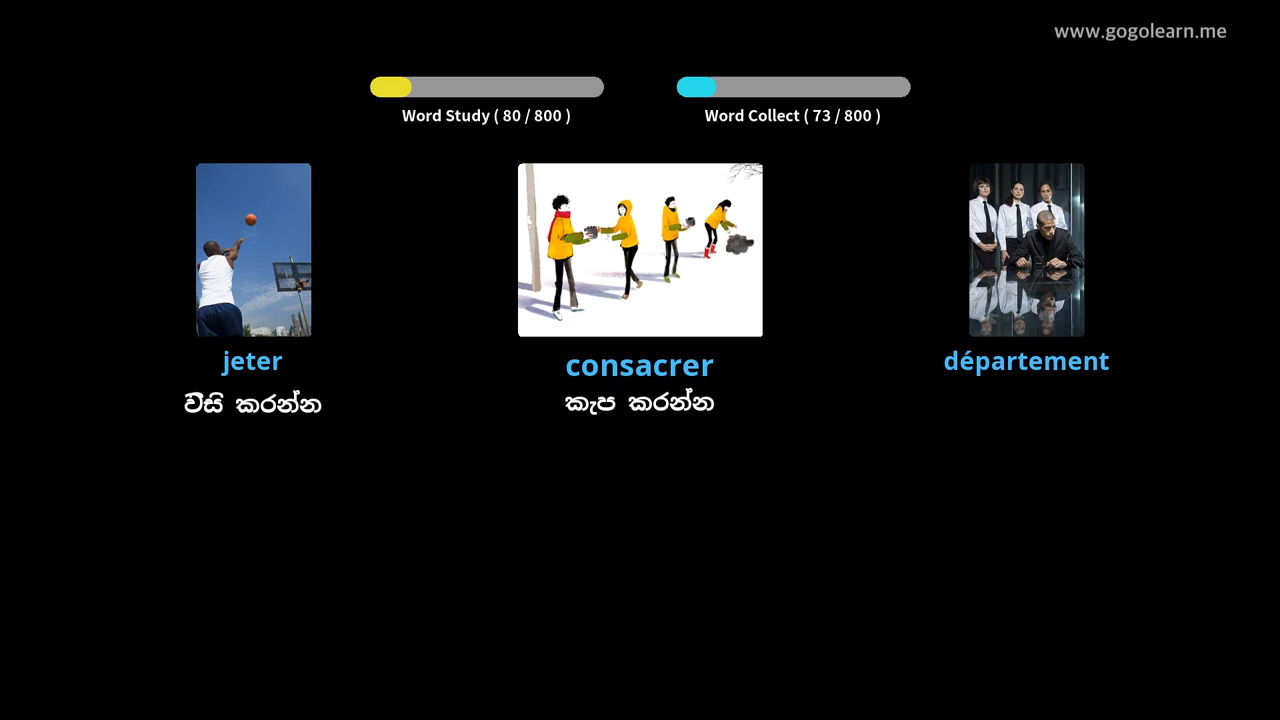 www.gogolearn.me
Word Study ( 80 / 800 )
Word Collect ( 73 / 800 )
jeter
consacrer
département
වීසි කරන්න
කැප කරන්න